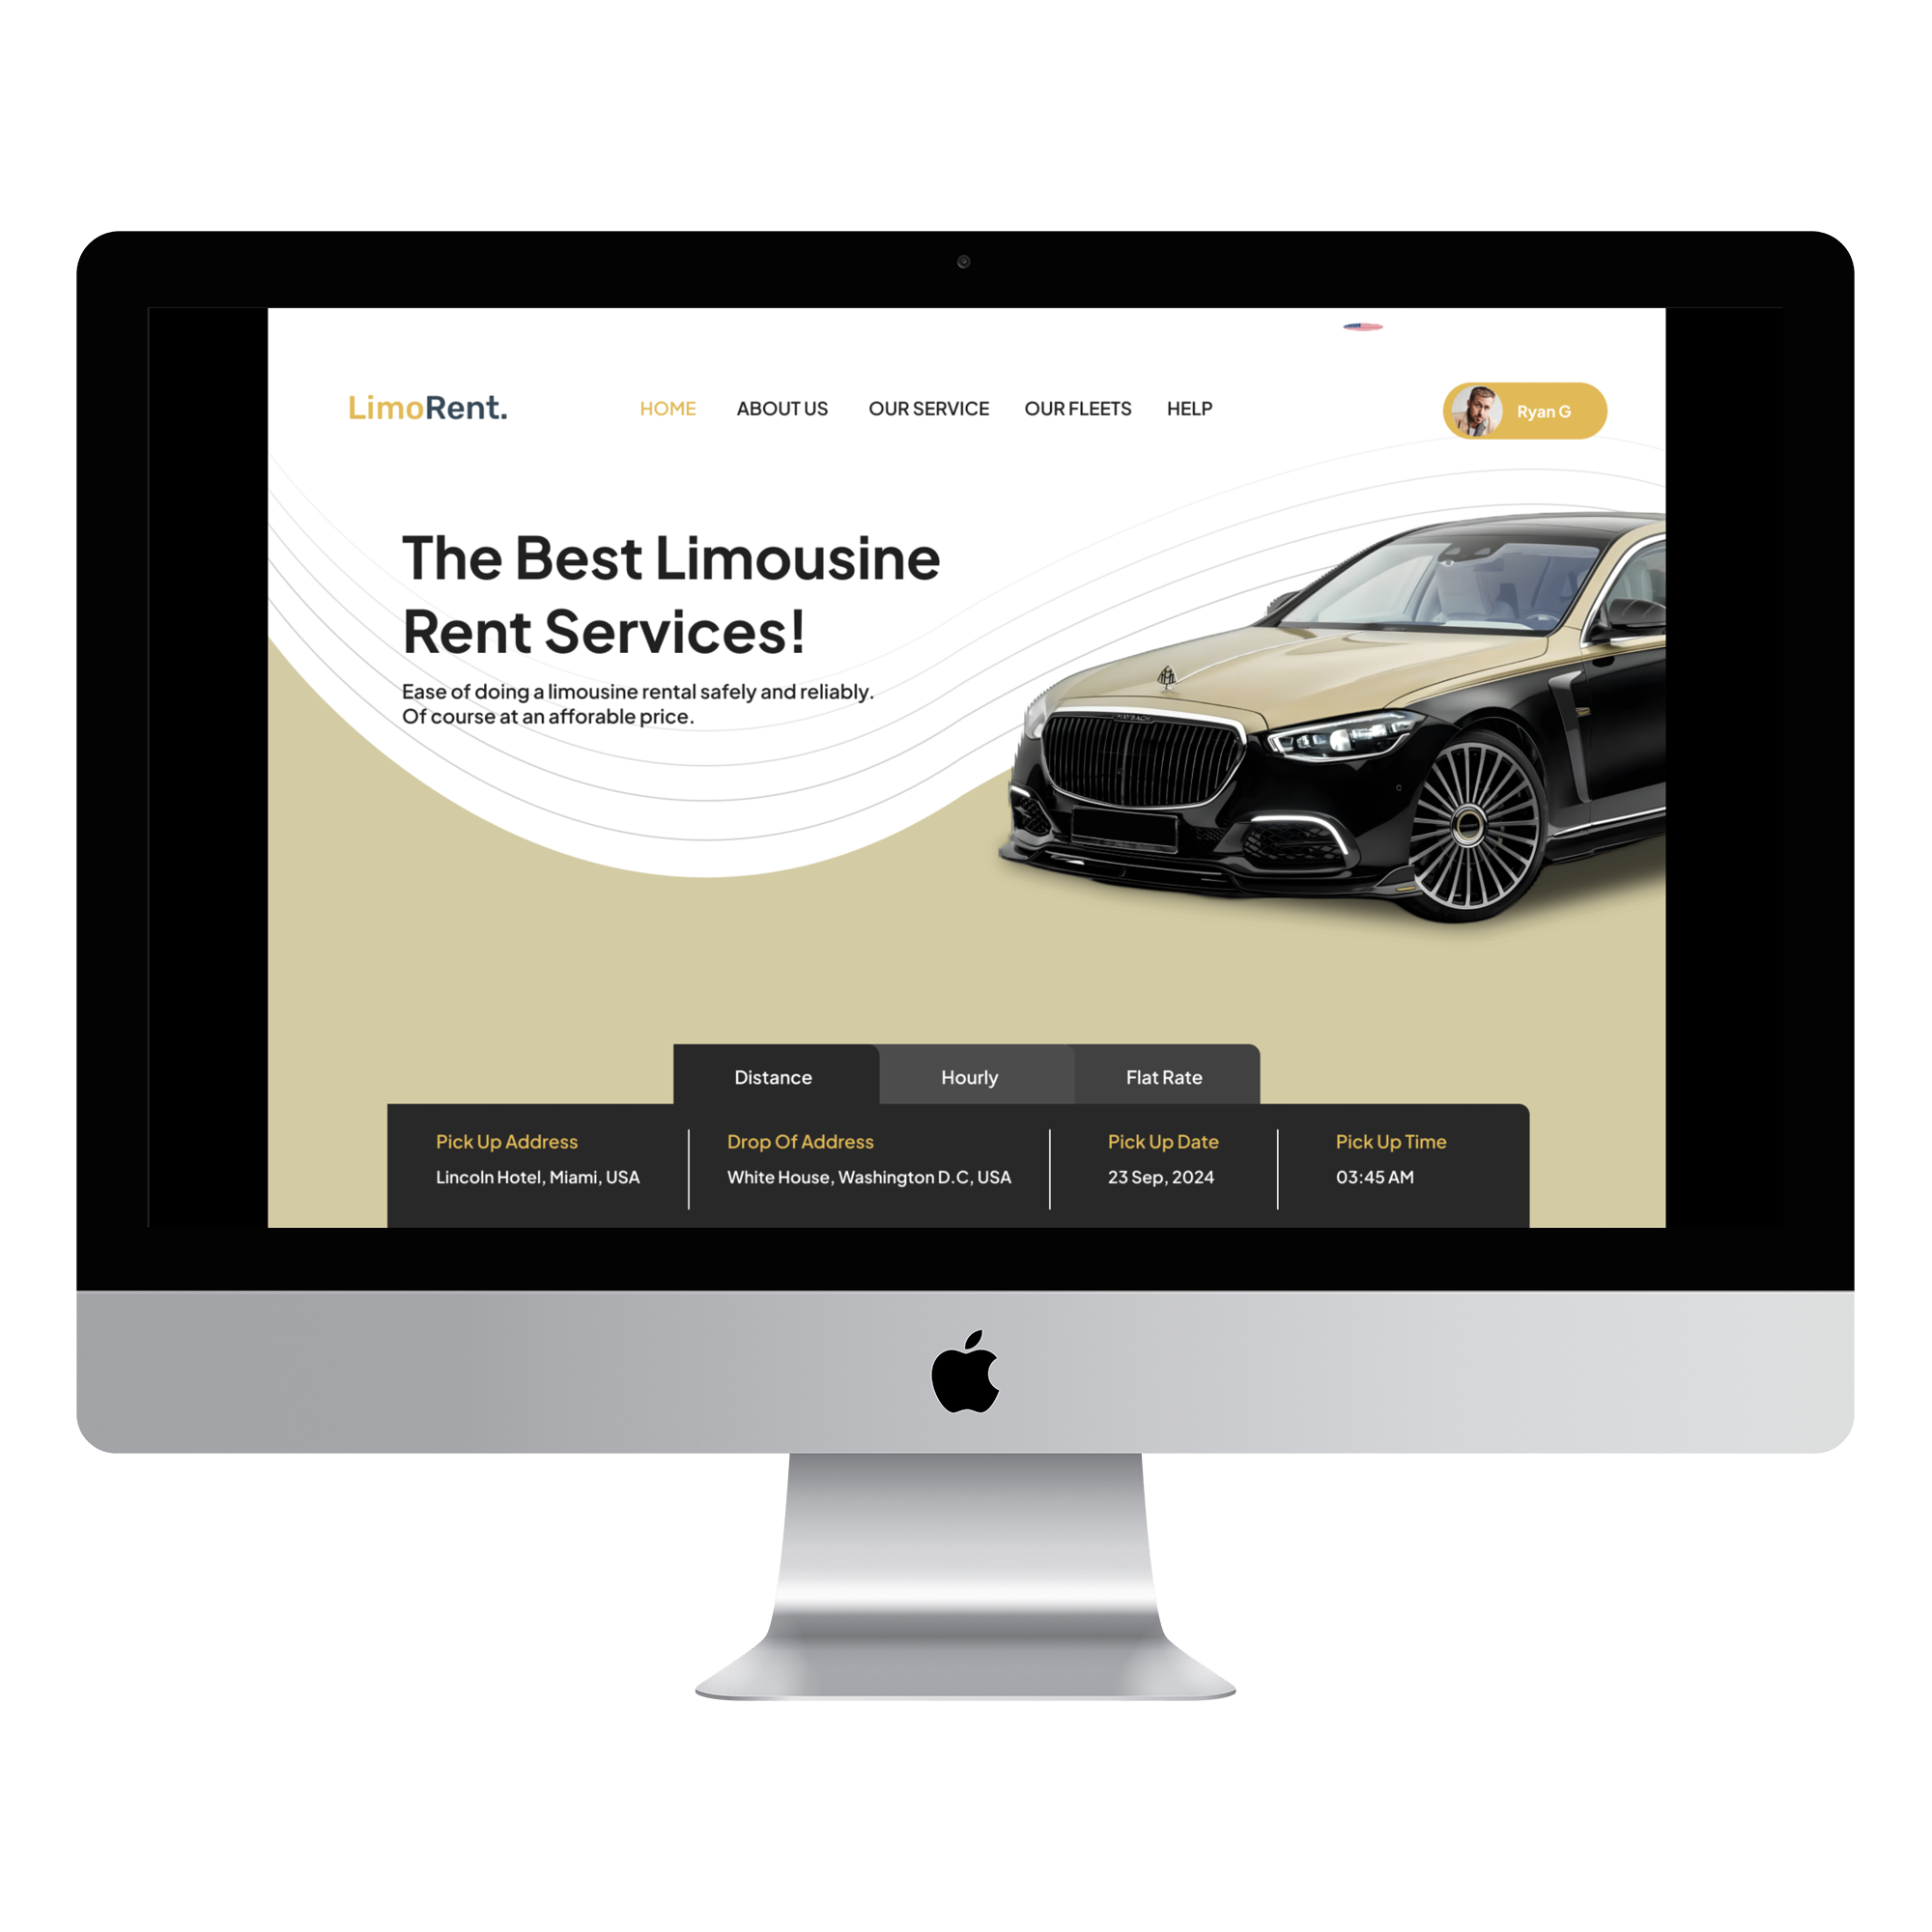 LimoRent.
HOME ABOUT US OUR SERVICE OUR FLEETS HELP
Ryan G
The Best Limousine
Rent Services!
Ease of doing a limousine rental safely and reliably.
Of course at an afforable price.
MAYBACH
Distance Hourly Flat Rate
Pick Up Address Drop Of Address Pick Up Date Pick Up Time
Lincoln Hotel, Miami, USA White House, Washington D.C, USA 23 Sep, 2024 03:45 AM